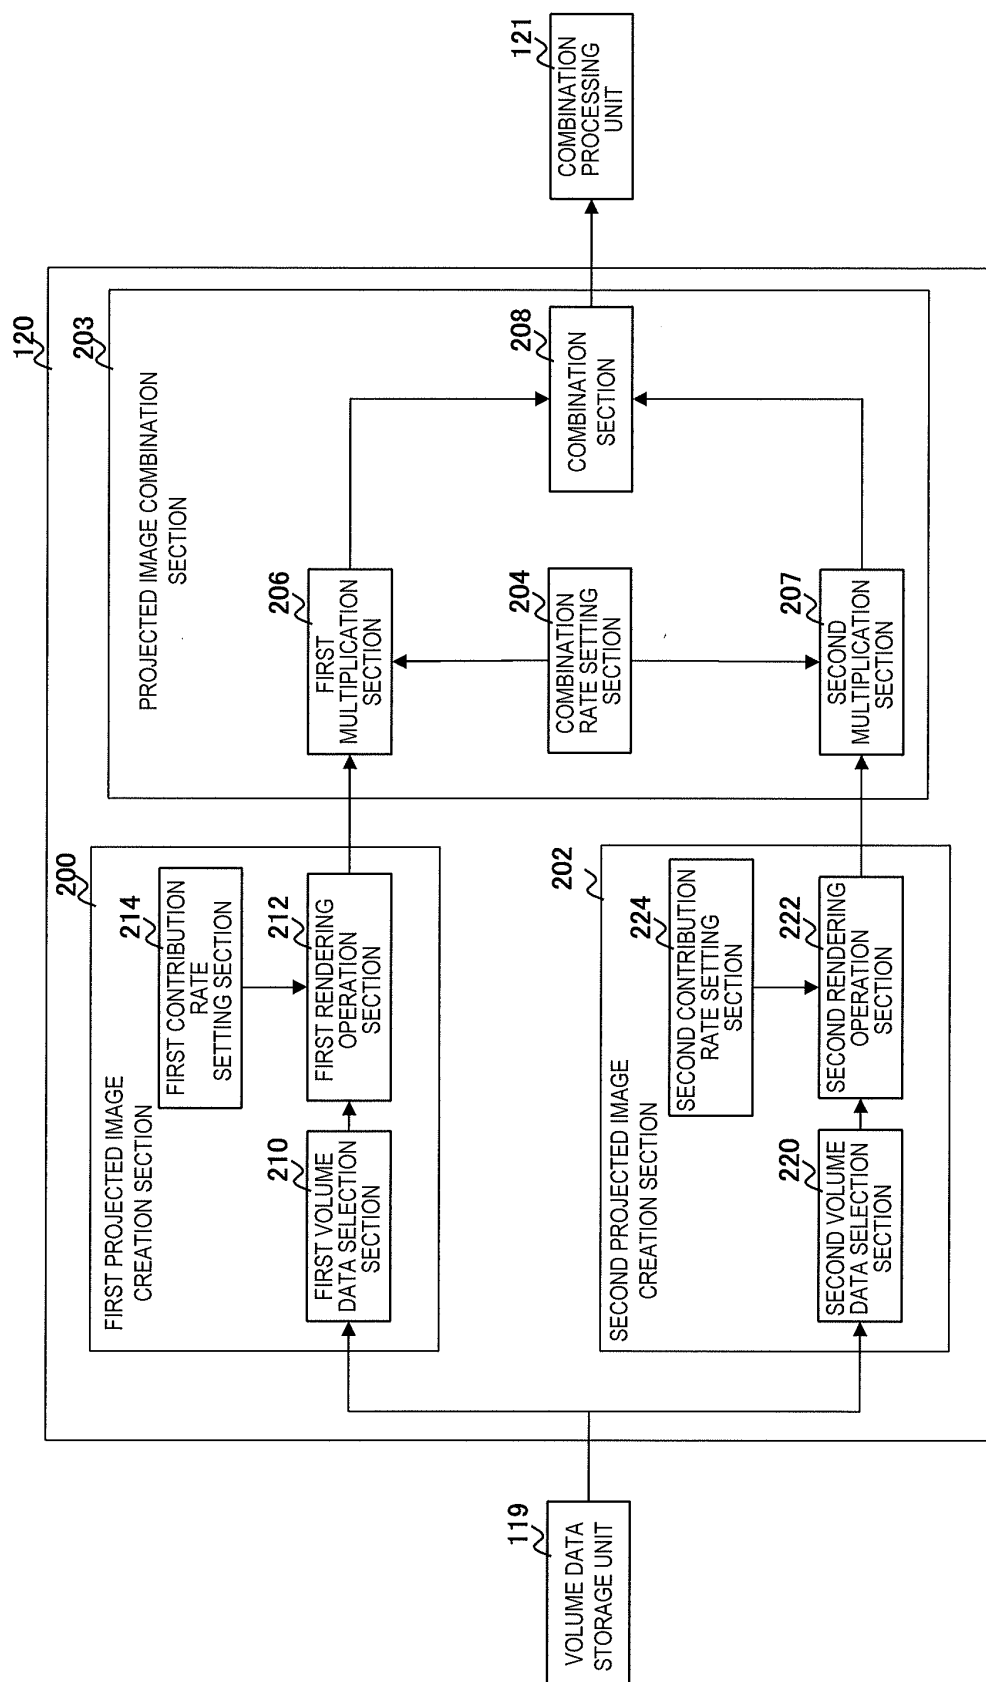 120
119
VOLUME DATA
STORAGE UNIT
200
FIRST PROJECTED IMAGE
CREATION SECTION
214
FIRST CONTRIBUTION
RATE
SETTING SECTION
210
FIRST VOLUME
DATA SELECTION
SECTION
212
FIRST RENDERING
OPERATION
SECTION
202
SECOND PROJECTED IMAGE
CREATION SECTION
224
SECOND CONTRIBUTION
RATE SETTING
SECTION
220
SECOND VOLUME
DATA SELECTION
SECTION
222
SECOND RENDERING
OPERATION
SECTION
203
PROJECTED IMAGE COMBINATION
SECTION
206
FIRST
MULTIPLICATION
SECTION
204
COMBINATION
RATE SETTING
SECTION
207
SECOND
MULTIPLICATION
SECTION
208
COMBINATION
SECTION
121
COMBINATION
PROCESSING
UNIT